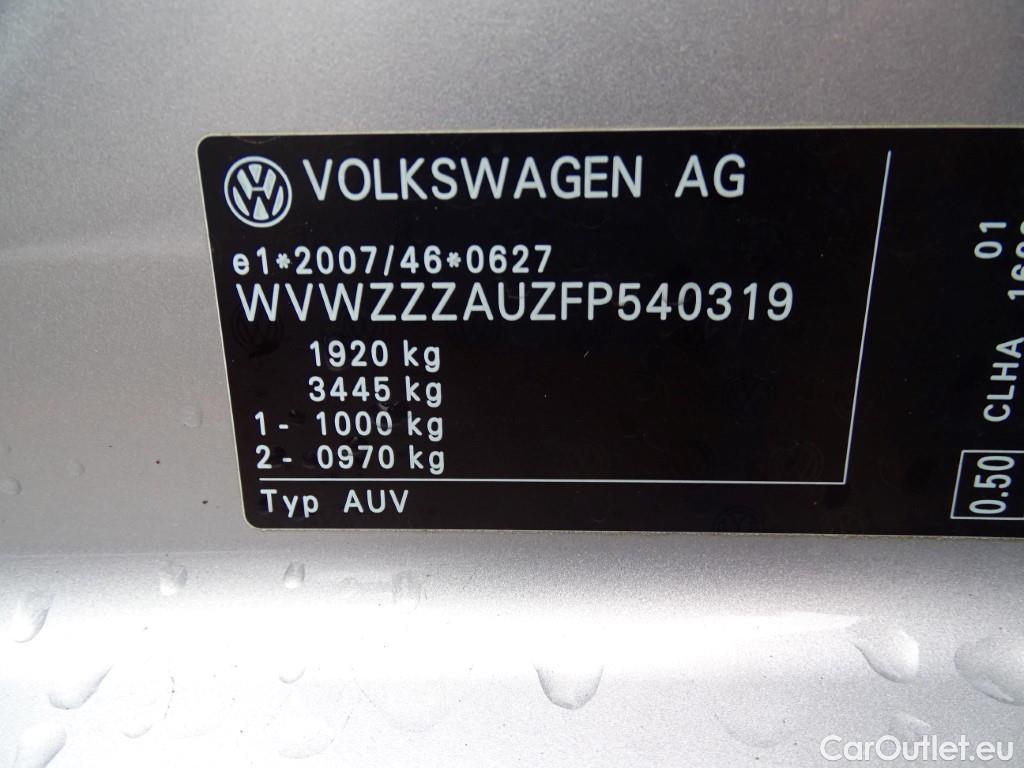 VOLKSWAGEN AG
e1*2007/46*0627
WVWZZZAUZFP540319
1920 kg
3445 kg
1- 1000 kg
2- 0970 kg
Typ AUV
01
CLHA
0.50
CarOutlet.eu